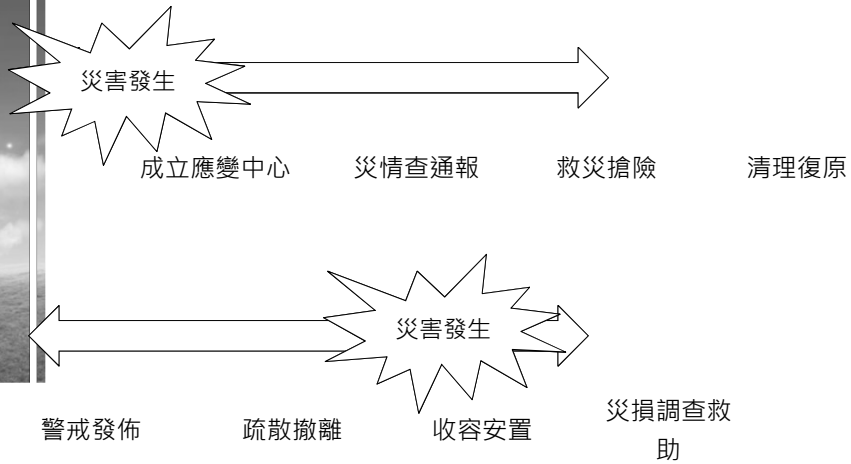 災害發生
成立應變中心
災情查通報
救災搶險
清理復原
災害發生
警戒發佈
疏散撤離
收容安置
災損調查救
助